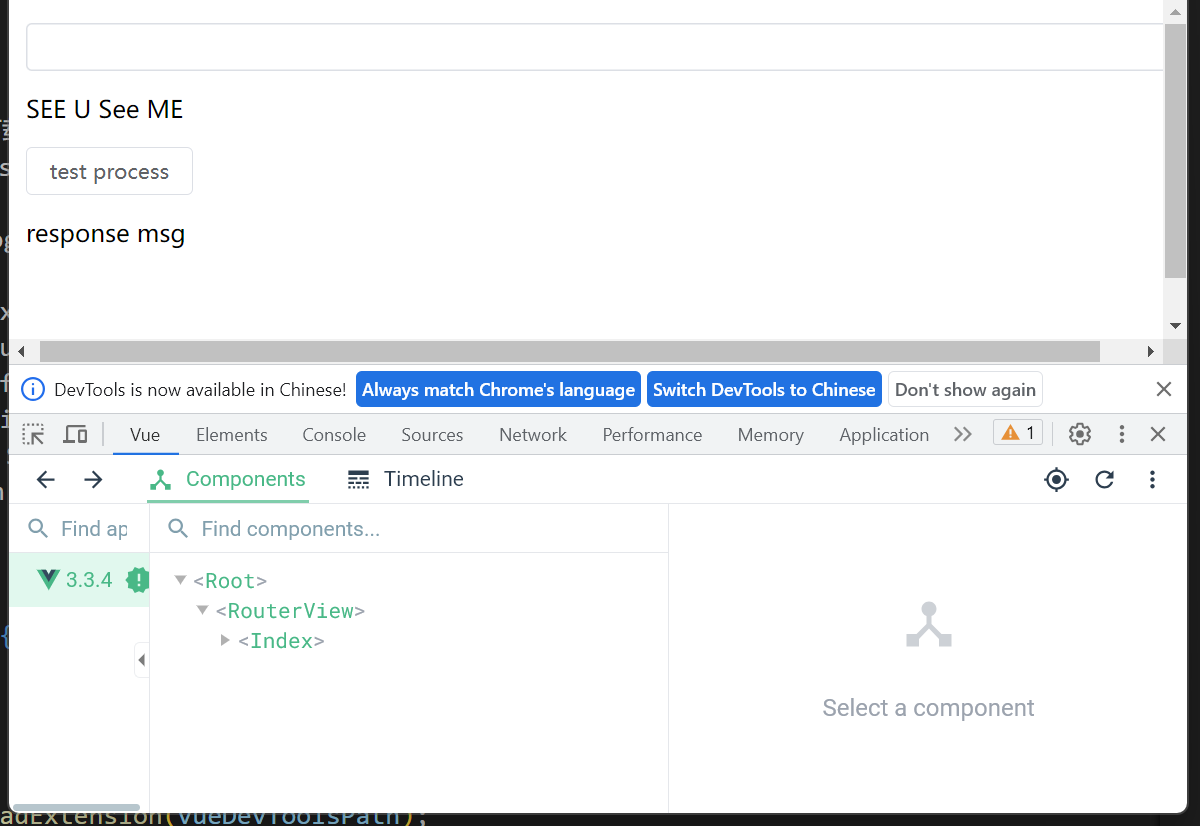 SEE U See ME
test process
response msg
DevTools is now available in Chinese! Always match Chrome's language Switch DevTools to Chinese Don't show again
Vue Elements Console Sources Network Performance Memory Application 1
Components Timeline
Find ap Find components...
3.3.4
<Root>
<RouterView>
<Index>
Select a component
adExtension(vueDevToolsPath);